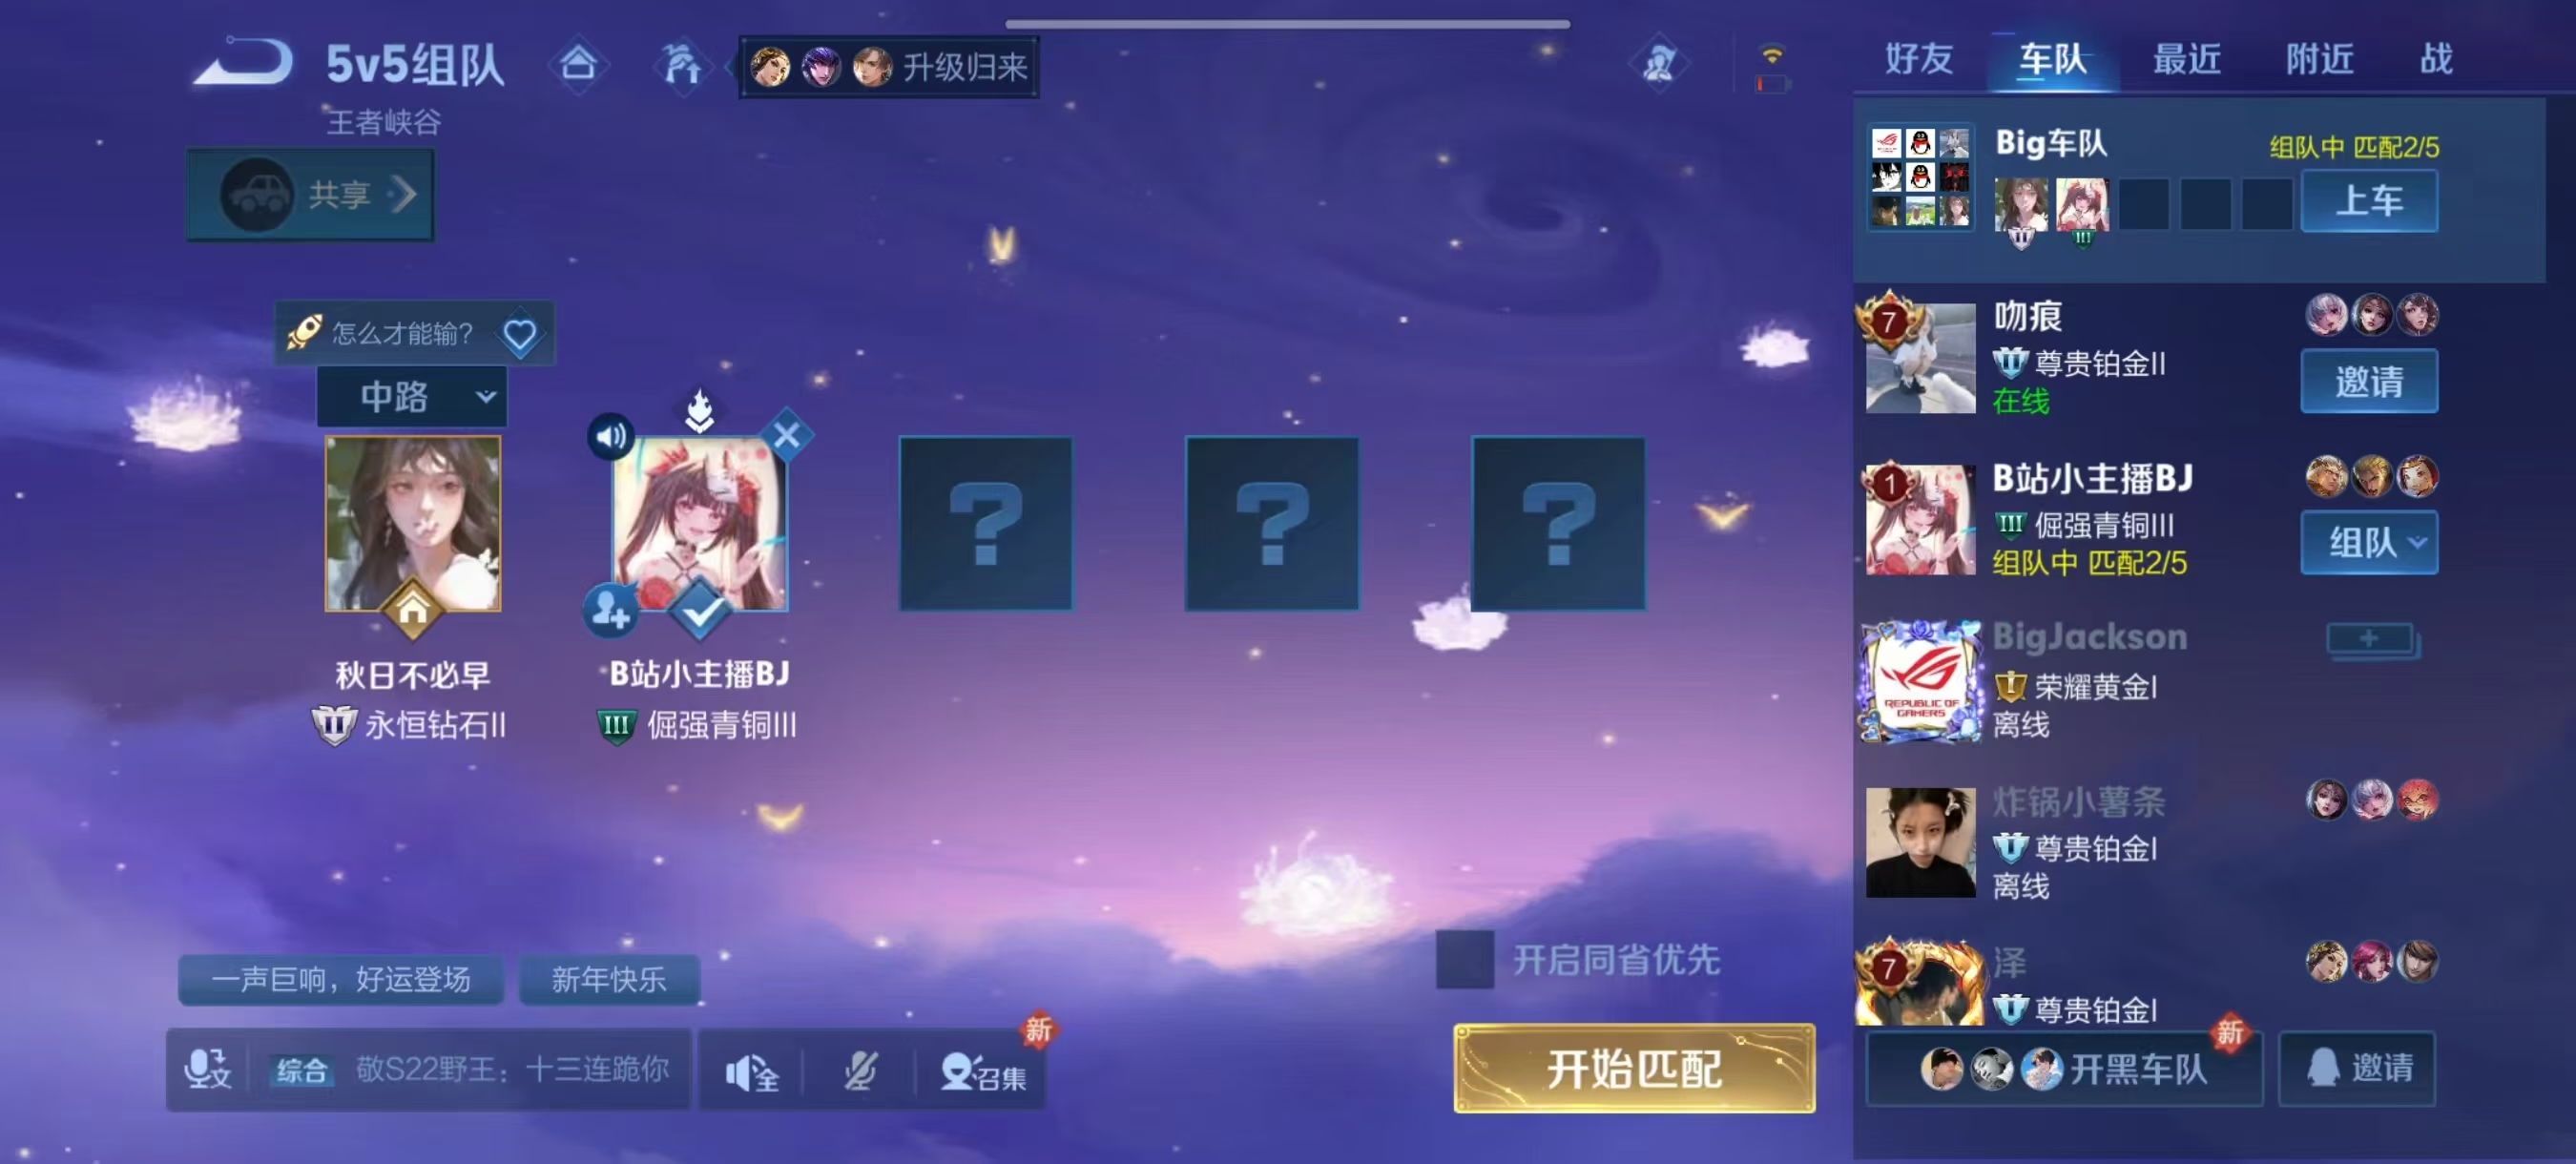 5v5组队
王者峡谷
升级归来
共享
怎么才能输?
中路
秋日不必早
永恒钻石II
B站小主播BJ
III 倔强青铜III
一声巨响，好运登场
新年快乐
文
综合
敬S22野王：十三连跪你
全
召集
新
开启同省优先
开始匹配
好友
车队
最近
附近
战
Big车队
组队中 匹配2/5
上车
7
吻痕
尊贵铂金II
在线
邀请
1
B站小主播BJ
III 倔强青铜III
组队中 匹配2/5
组队
BigJackson
荣耀黄金I
离线
REPUBLIC OF
GAMERS
炸锅小薯条
尊贵铂金I
离线
7
泽
尊贵铂金I
新
开黑车队
邀请